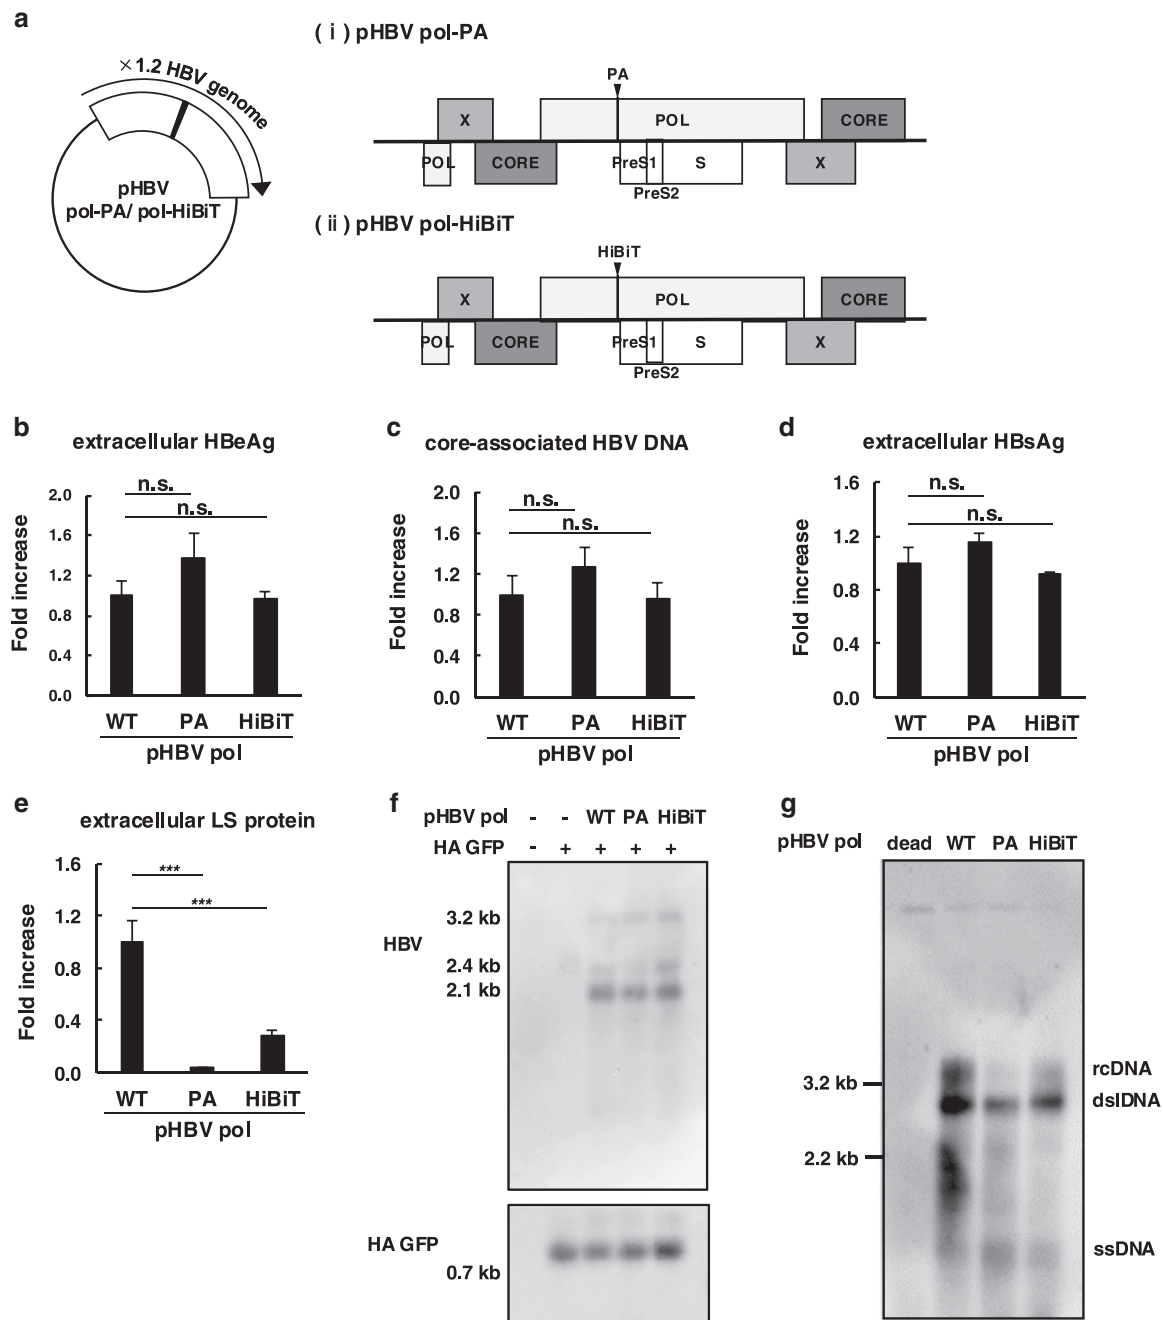 a
×1.2 HBV genome
pHBV
pol-PA/ pol-HiBiT
(ⅰ) pHBV pol-PA
PA
X
POL
CORE
POL
CORE
PreS1
S
X
PreS2
(ⅱ) pHBV pol-HiBiT
HiBiT
X
POL
CORE
POL
CORE
PreS1
S
X
PreS2
b
extracellular HBeAg
Fold increase
2.0
1.6
1.2
0.8
0.4
0.0
n.s.
n.s.
WT PA HiBiT
pHBV pol
c
core-associated HBV DNA
Fold increase
2.0
1.6
1.2
0.8
0.4
0.0
n.s.
n.s.
WT PA HiBiT
pHBV pol
d
extracellular HBsAg
Fold increase
1.6
1.2
0.8
0.4
0.0
n.s.
n.s.
WT PA HiBiT
pHBV pol
e
extracellular LS protein
Fold increase
1.6
1.2
0.8
0.4
0.0
***
***
WT PA HiBiT
pHBV pol
f
pHBV pol - - WT PA HiBiT
HA GFP - + + + +
HBV
3.2 kb
2.4 kb
2.1 kb
HA GFP
0.7 kb
g
pHBV pol dead WT PA HiBiT
3.2 kb
2.2 kb
rcDNA
dslDNA
ssDNA